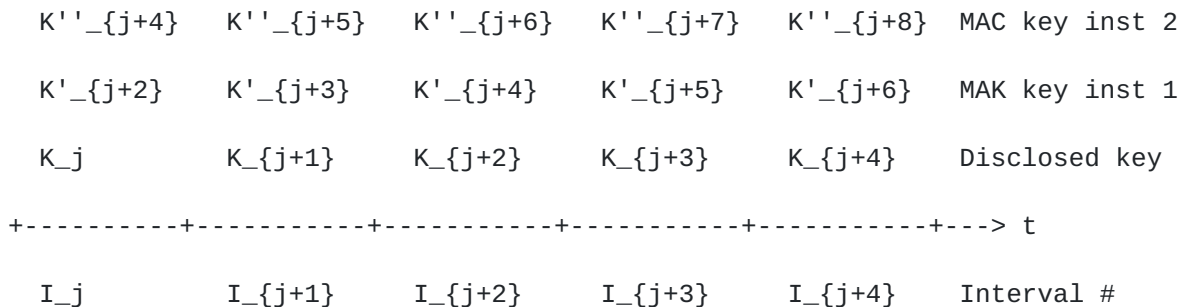 K''_{j+4} K''_{j+5} K''_{j+6} K''_{j+7} K''_{j+8} MAC key inst 2
K'_{j+2} K'_{j+3} K'_{j+4} K'_{j+5} K'_{j+6} MAK key inst 1
K_j K_{j+1} K_{j+2} K_{j+3} K_{j+4} Disclosed key
+----------+-----------+-----------+-----------+-----------+---> t
I_j I_{j+1} I_{j+2} I_{j+3} I_{j+4} Interval #